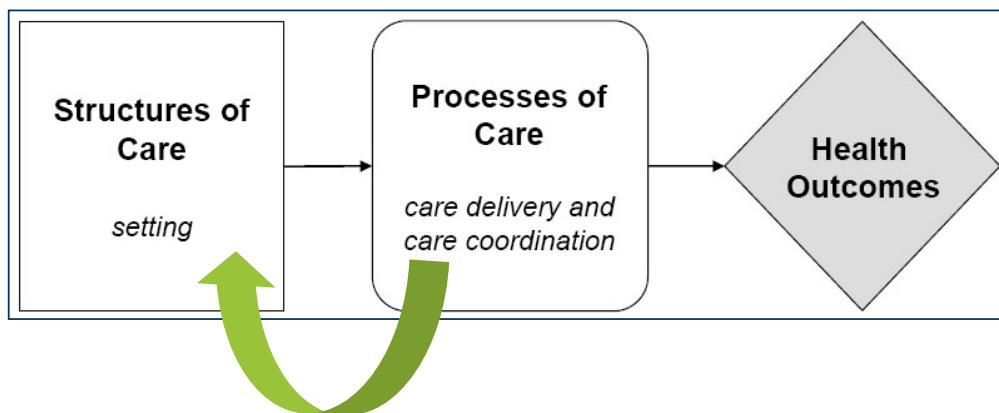 Structures of
Care
setting
Processes of
Care
care delivery and
care coordination
Health
Outcomes